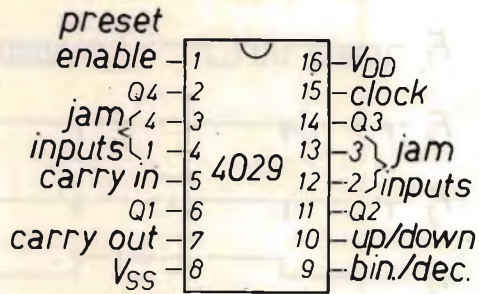 preset
enable 1 16 VDD
Q4 2 15 clock
jam 4 3 14 Q3
inputs 1 4 13 3 jam
carry in 5 4029 12 2 inputs
Q1 6 11 Q2
carry out 7 10 up/down
VSS 8 9 bin./dec.